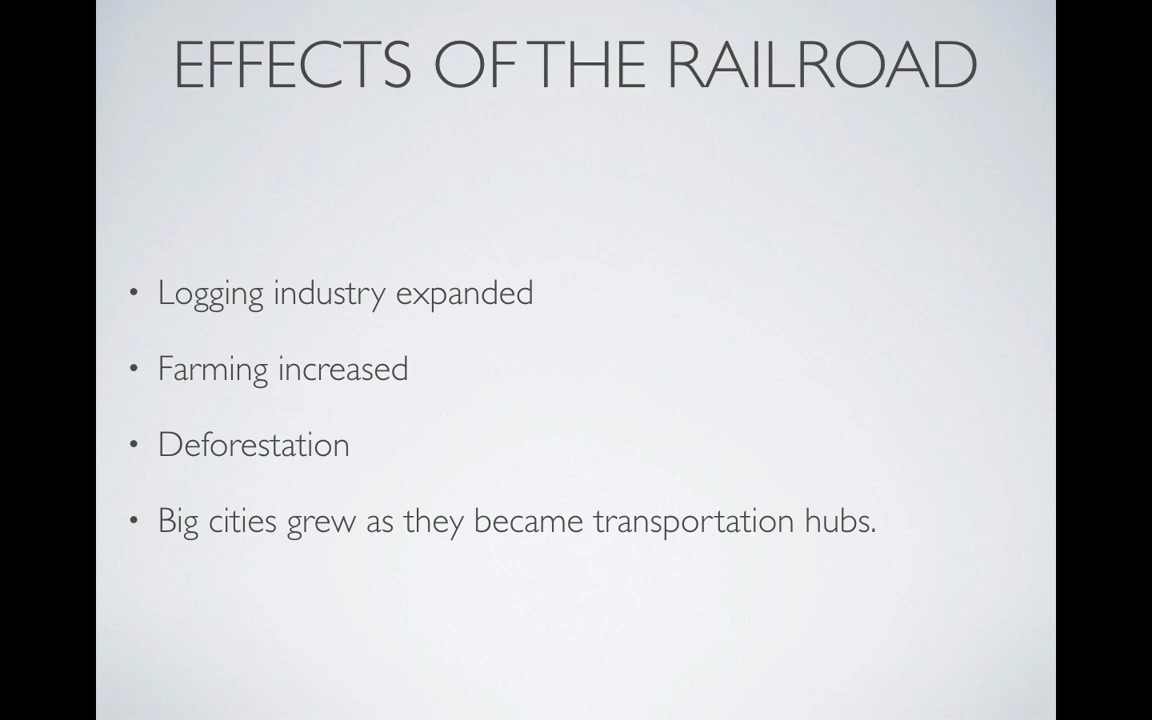 EFFECTS OF THE RAILROAD
• Logging industry expanded
• Farming increased
• Deforestation
• Big cities grew as they became transportation hubs.